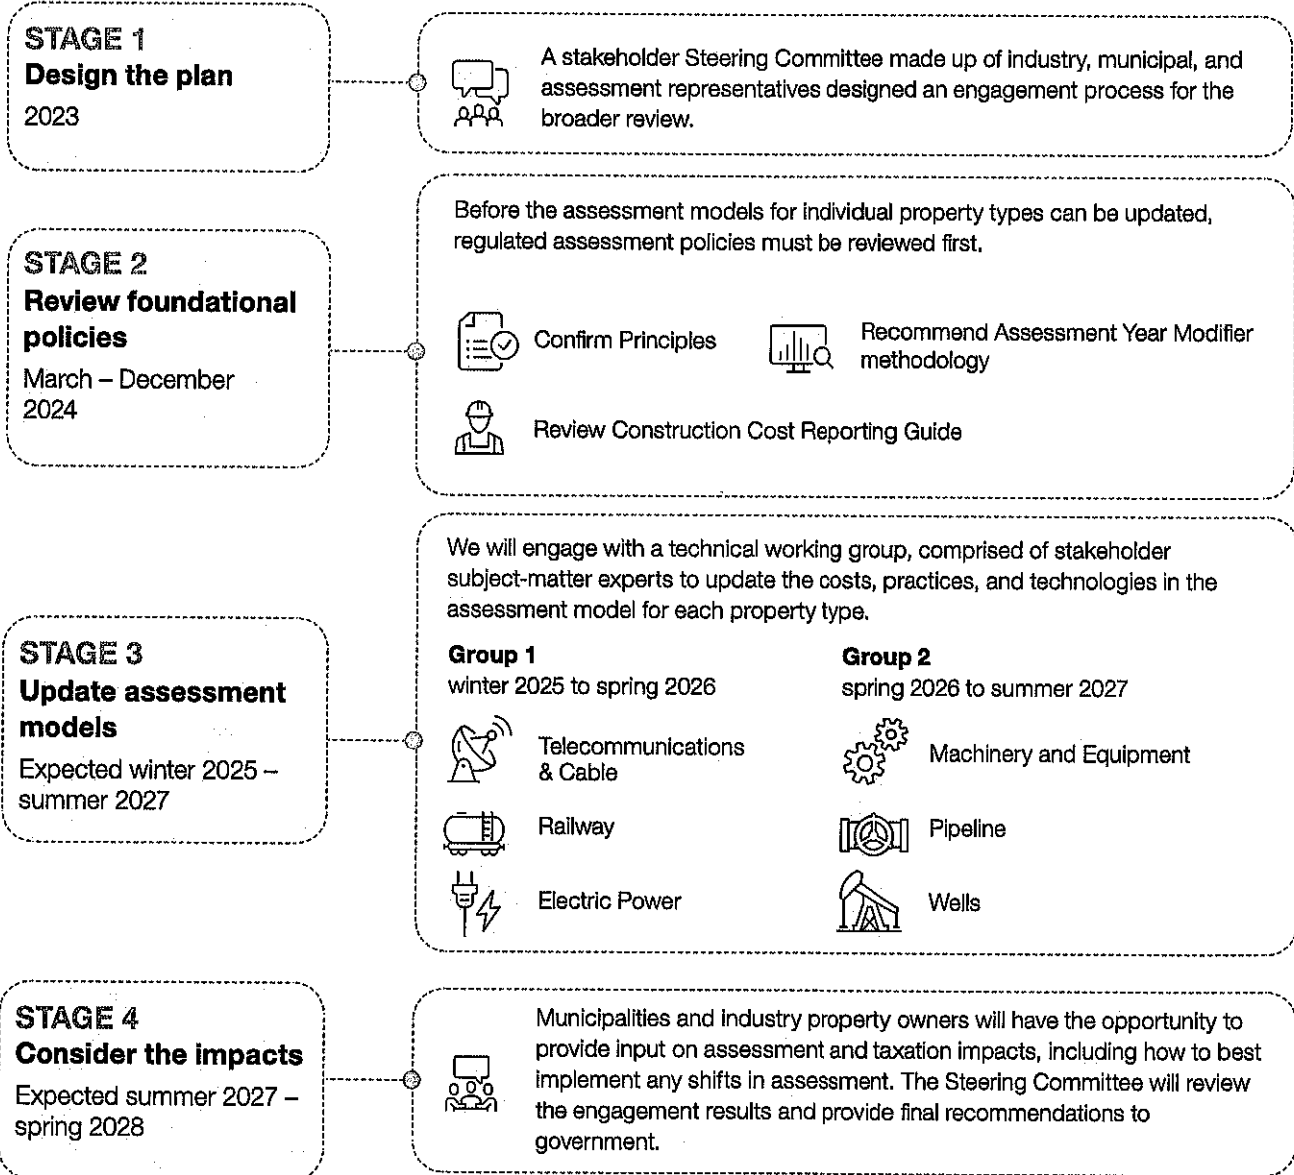 STAGE 1
Design the plan
2023
A stakeholder Steering Committee made up of industry, municipal, and
assessment representatives designed an engagement process for the
broader review.
STAGE 2
Review foundational
policies
March – December
2024
Before the assessment models for individual property types can be updated,
regulated assessment policies must be reviewed first.
Confirm Principles
Recommend Assessment Year Modifier
methodology
Review Construction Cost Reporting Guide
STAGE 3
Update assessment
models
Expected winter 2025 –
summer 2027
We will engage with a technical working group, comprised of stakeholder
subject-matter experts to update the costs, practices, and technologies in the
assessment model for each property type.
Group 1
winter 2025 to spring 2026
Telecommunications
& Cable
Railway
Electric Power
Group 2
spring 2026 to summer 2027
Machinery and Equipment
Pipeline
Wells
STAGE 4
Consider the impacts
Expected summer 2027 –
spring 2028
Municipalities and industry property owners will have the opportunity to
provide input on assessment and taxation impacts, including how to best
implement any shifts in assessment. The Steering Committee will review
the engagement results and provide final recommendations to
government.